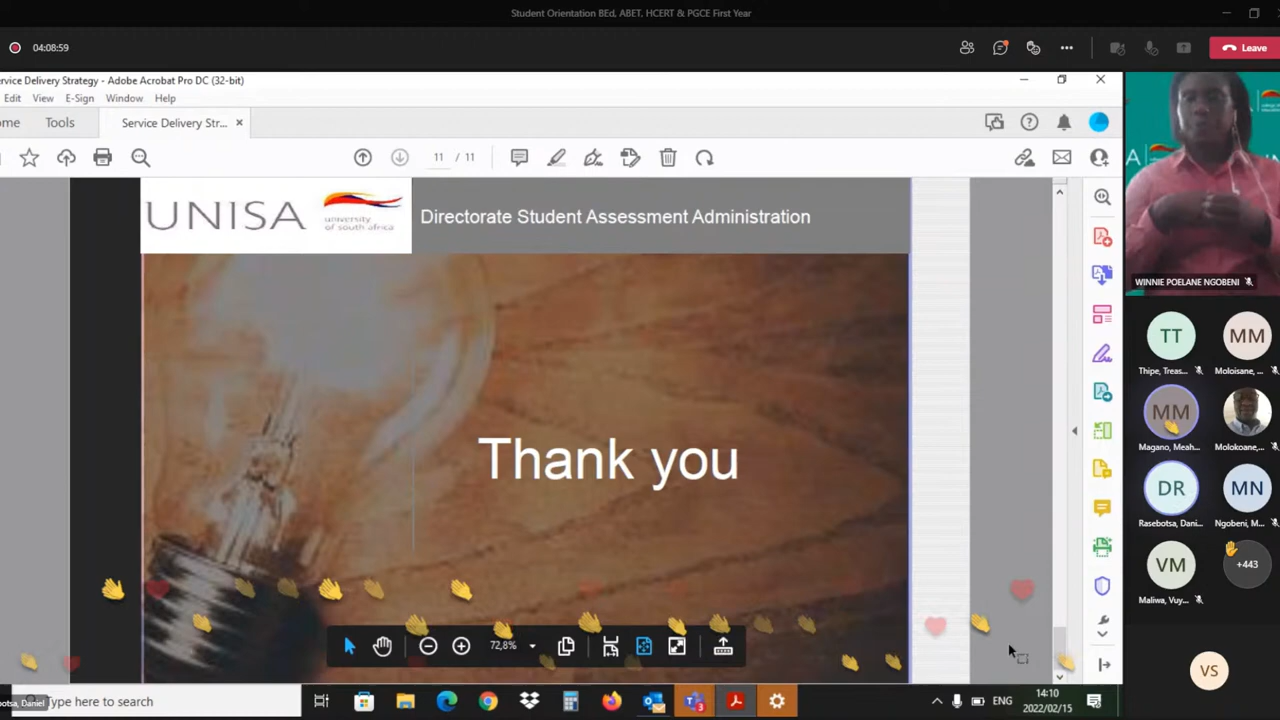 Student Orientation BEd, ABET, HCERT & PGCE First Year
04:08:59
Leave
ervice Delivery Strategy - Adobe Acrobat Pro DC (32-bit)
Edit View E-Sign Window Help
ome Tools Service Delivery Str... ×
11 / 11
UNISA university of south africa
Directorate Student Assessment Administration
Thank you
72,8%
WINNIE POELANE NGOBENI
TT MM
Thipe, Treas... Moloisane, ...
MM
Magano, Meah... Molokoane, ...
DR MN
Rasebotsa, Dani... Ngobeni, M...
VM +443
Maliwa, Vuy...
VS
ebotsa, Daniel
Type here to search
ENG
14:10
2022/02/15